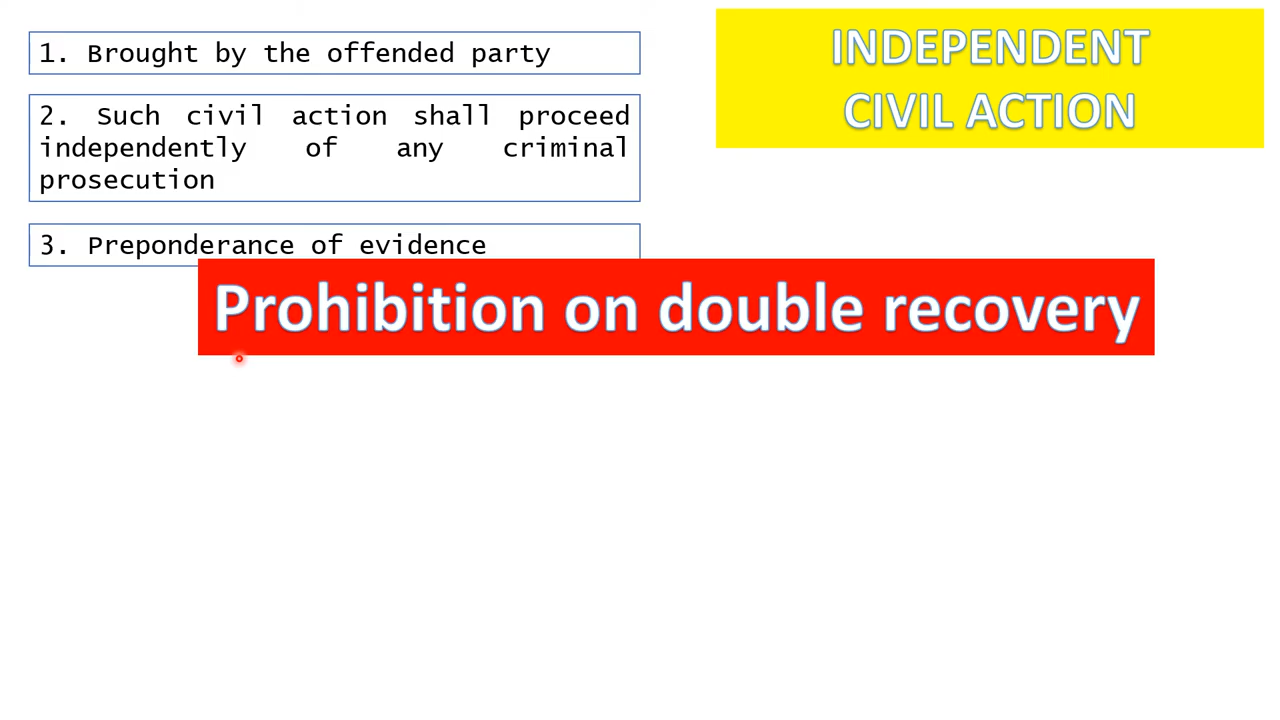 1. Brought by the offended party
2. Such civil action shall proceed
independently of any criminal
prosecution
3. Preponderance of evidence
INDEPENDENT
CIVIL ACTION
Prohibition on double recovery